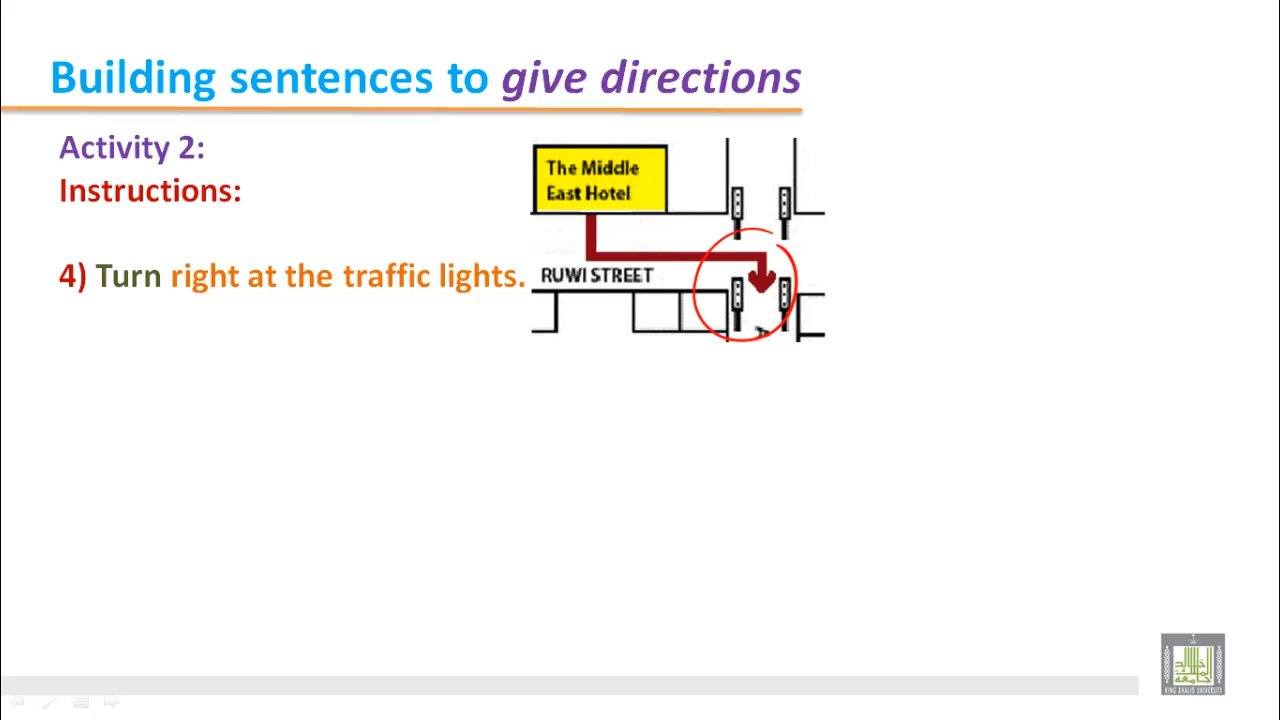 Building sentences to give directions
Activity 2:
Instructions:
4) Turn right at the traffic lights.
The Middle
East Hotel
RUWI STREET
KING KHALID UNIVERSITY